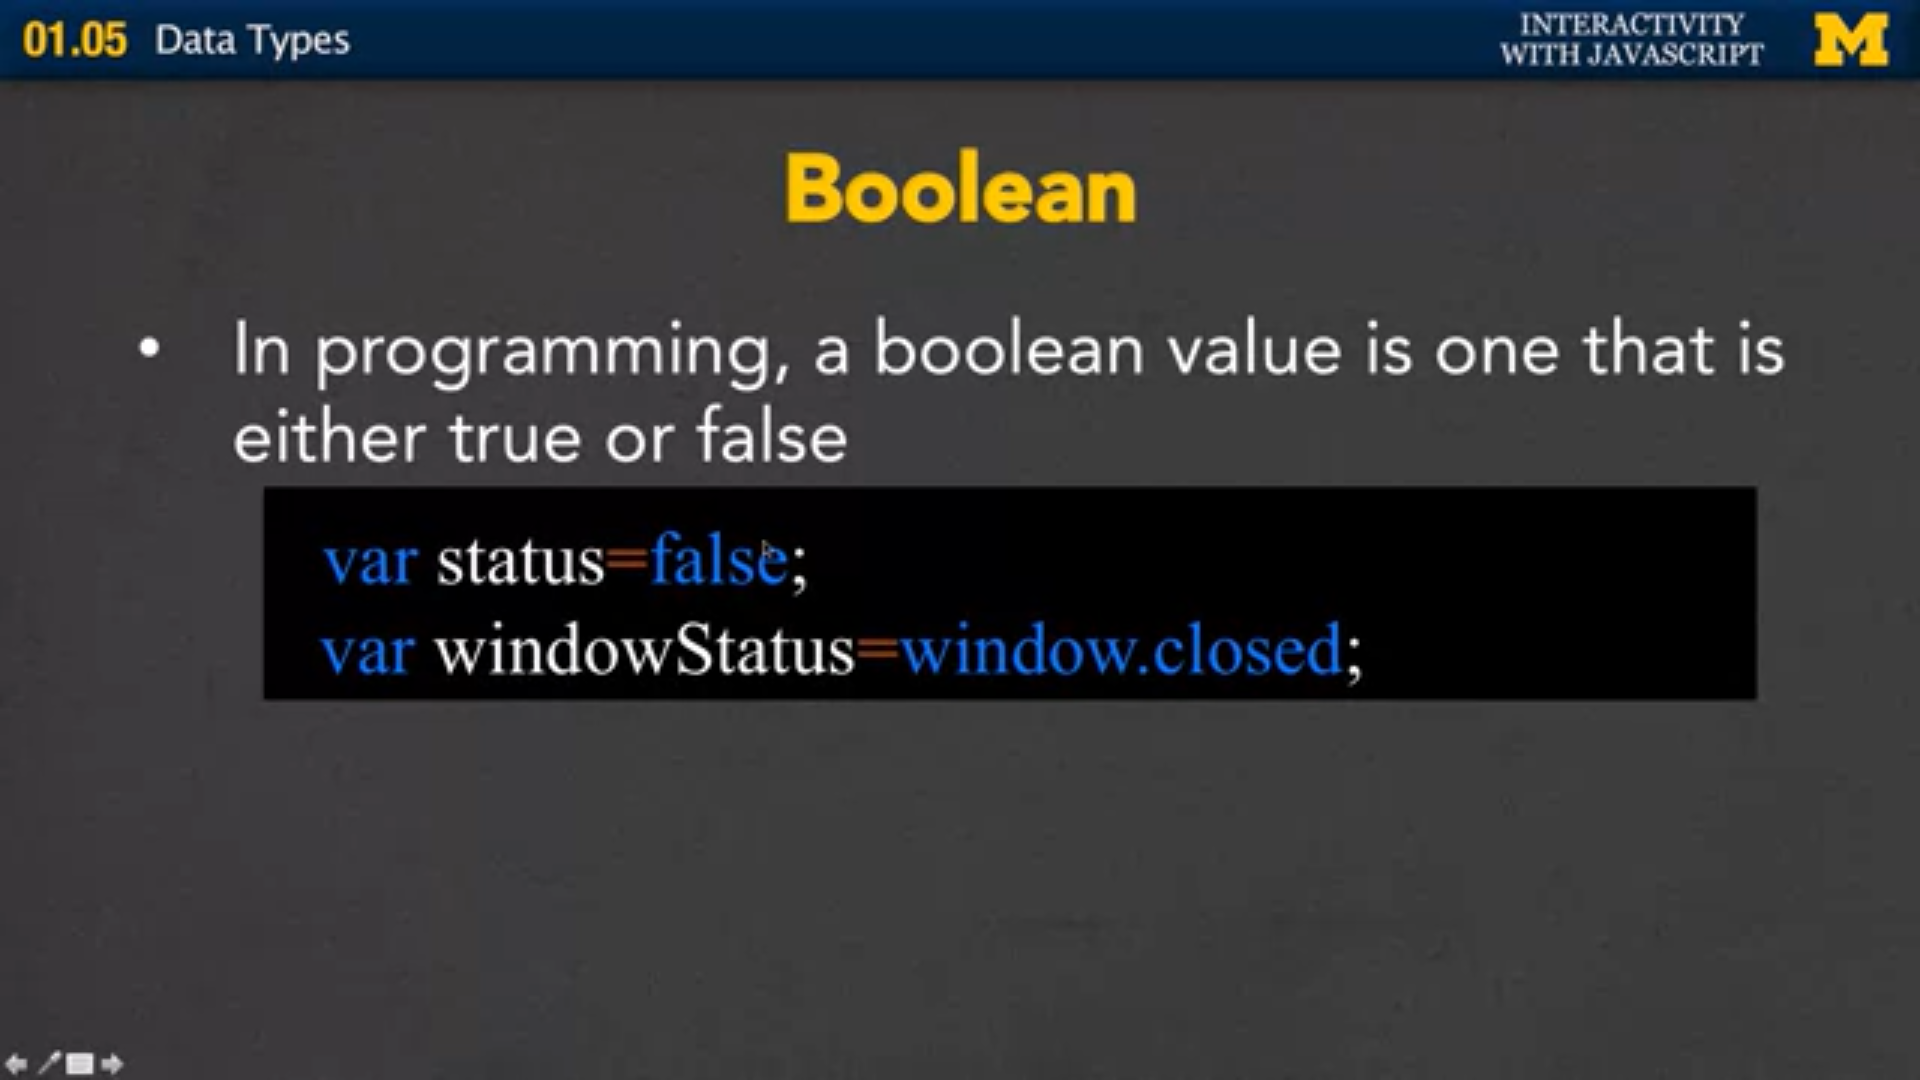 01.05 Data Types
INTERACTIVITY
WITH JAVASCRIPT
M
Boolean
• In programming, a boolean value is one that is
either true or false
var status=false;
var windowStatus=window.closed;